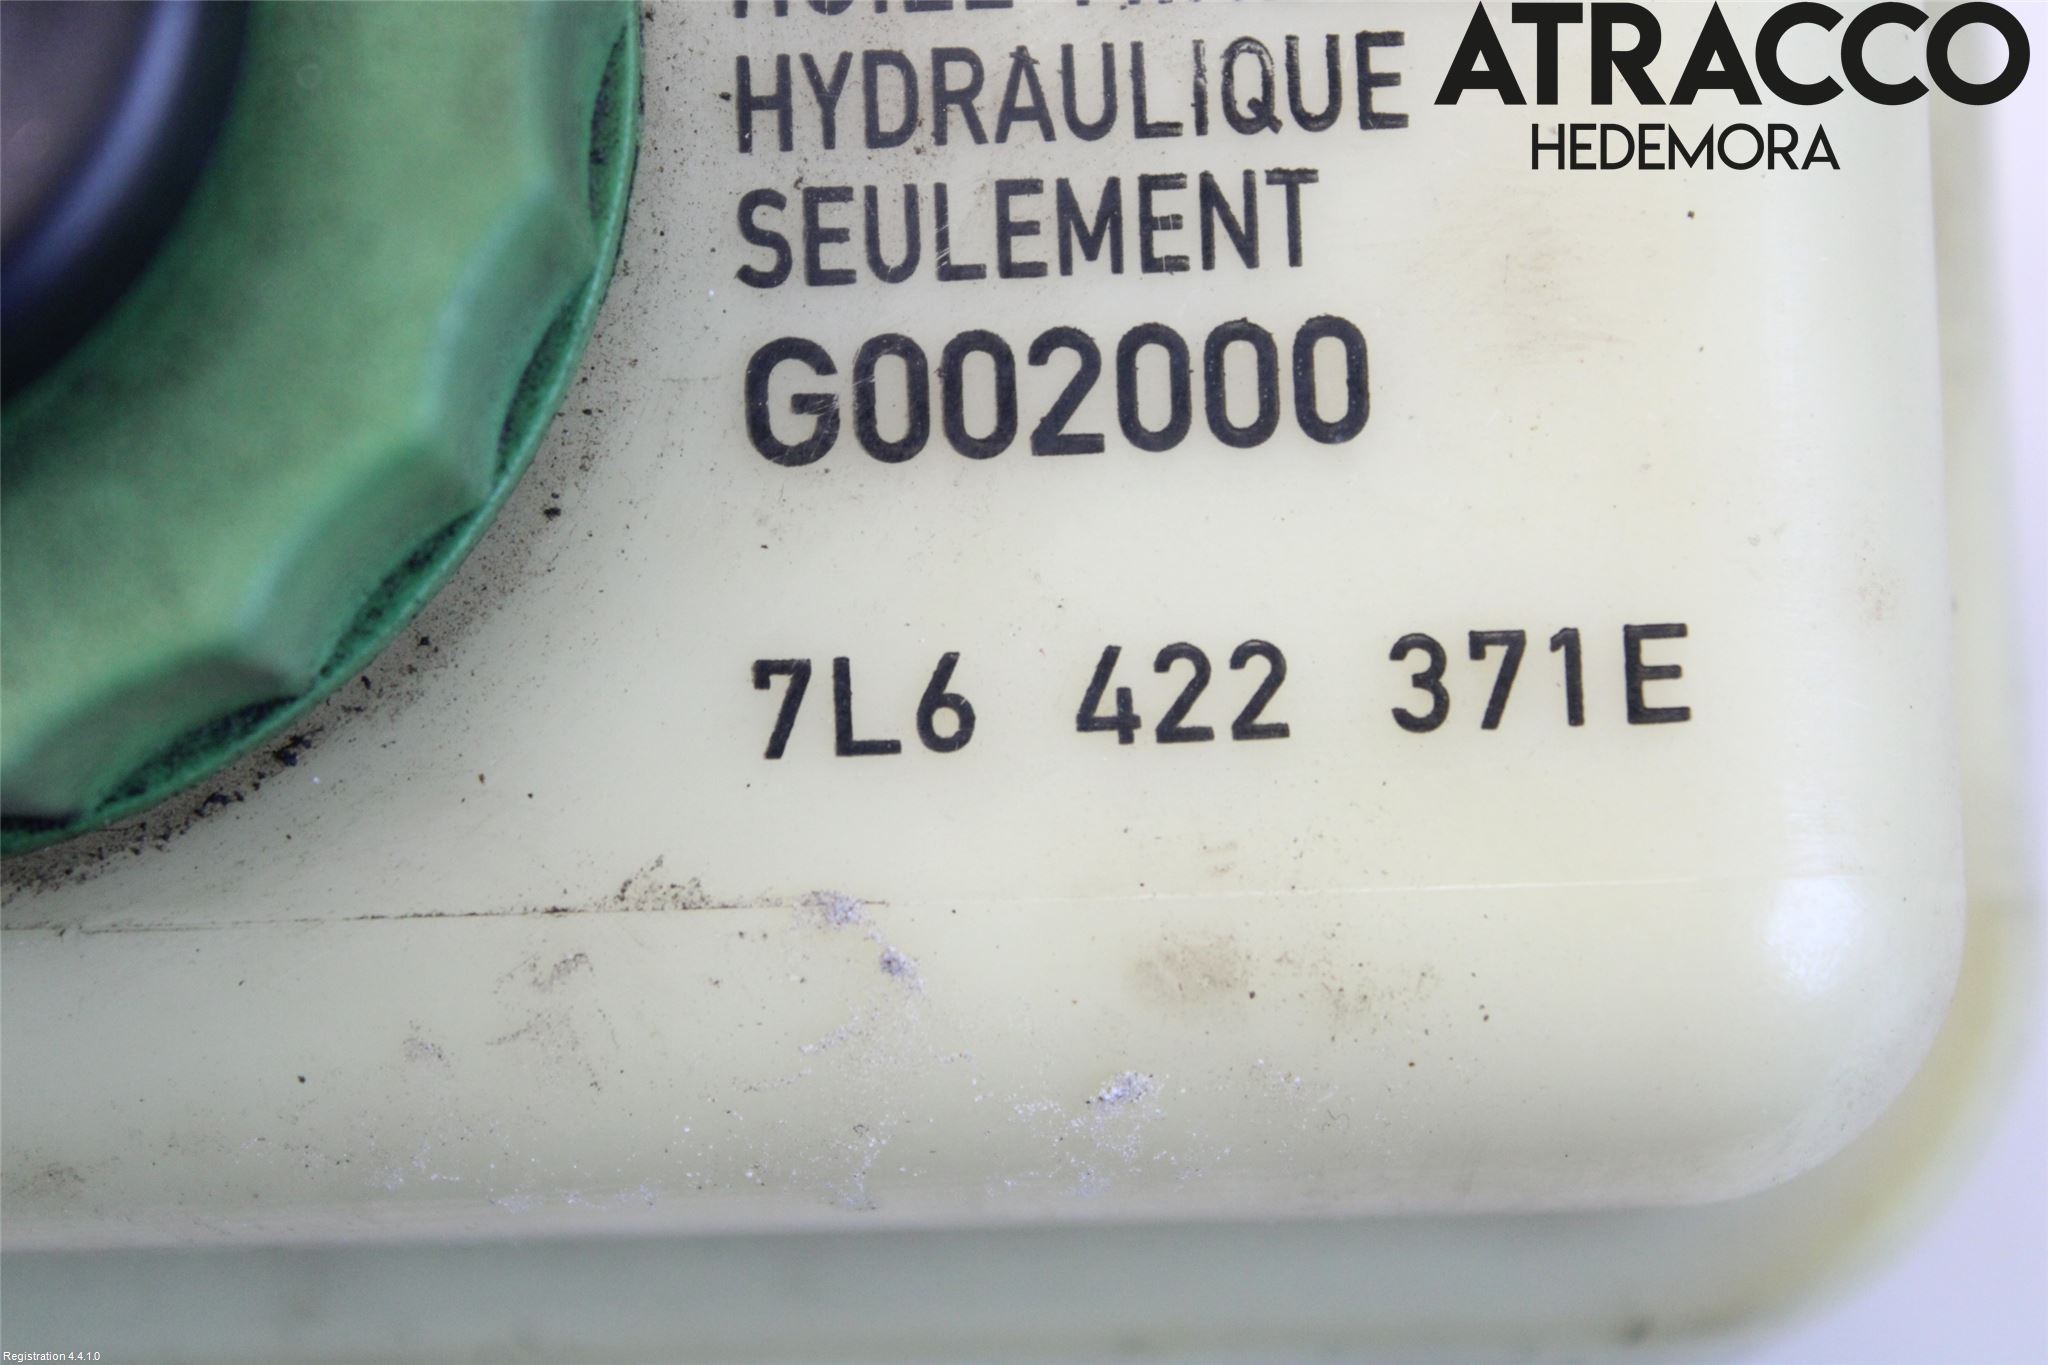 HYDRAULIQUE
SEULEMENT
G002000
7L6 422 371E
ATRACCO
HEDEMORA
Registration 4.4.1.0